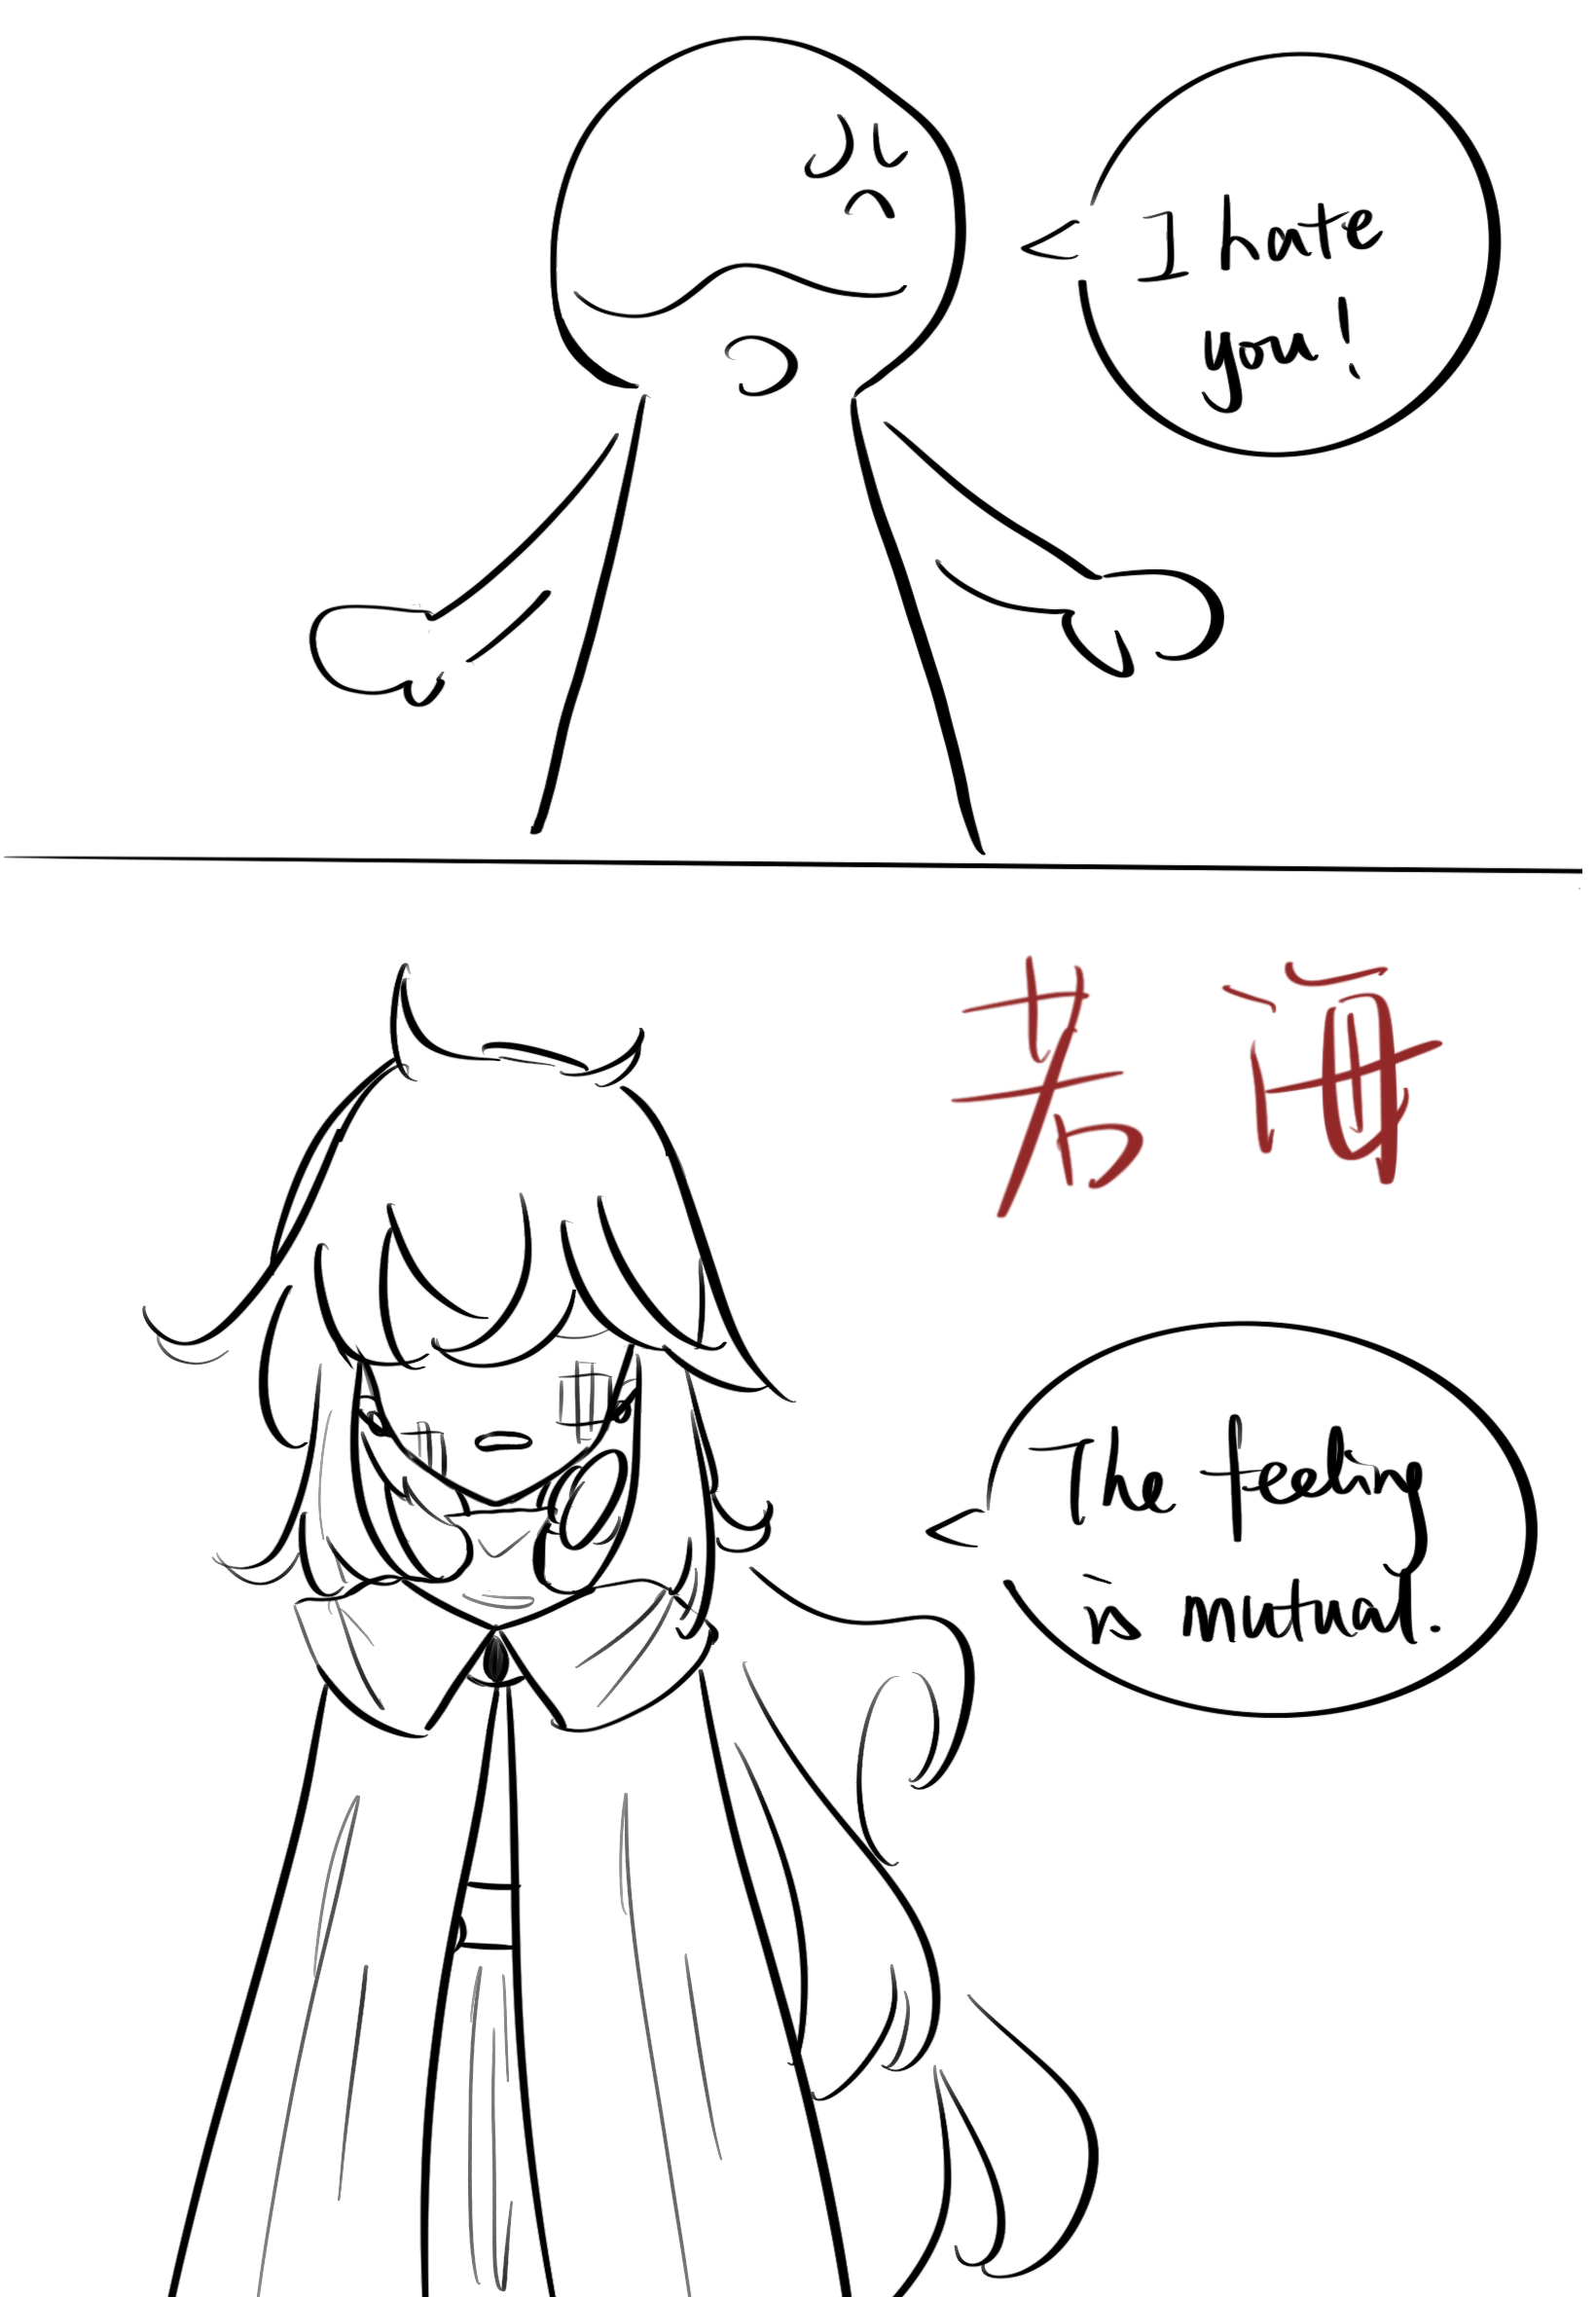 I hate
you!
若海
The feeling
is mutual.